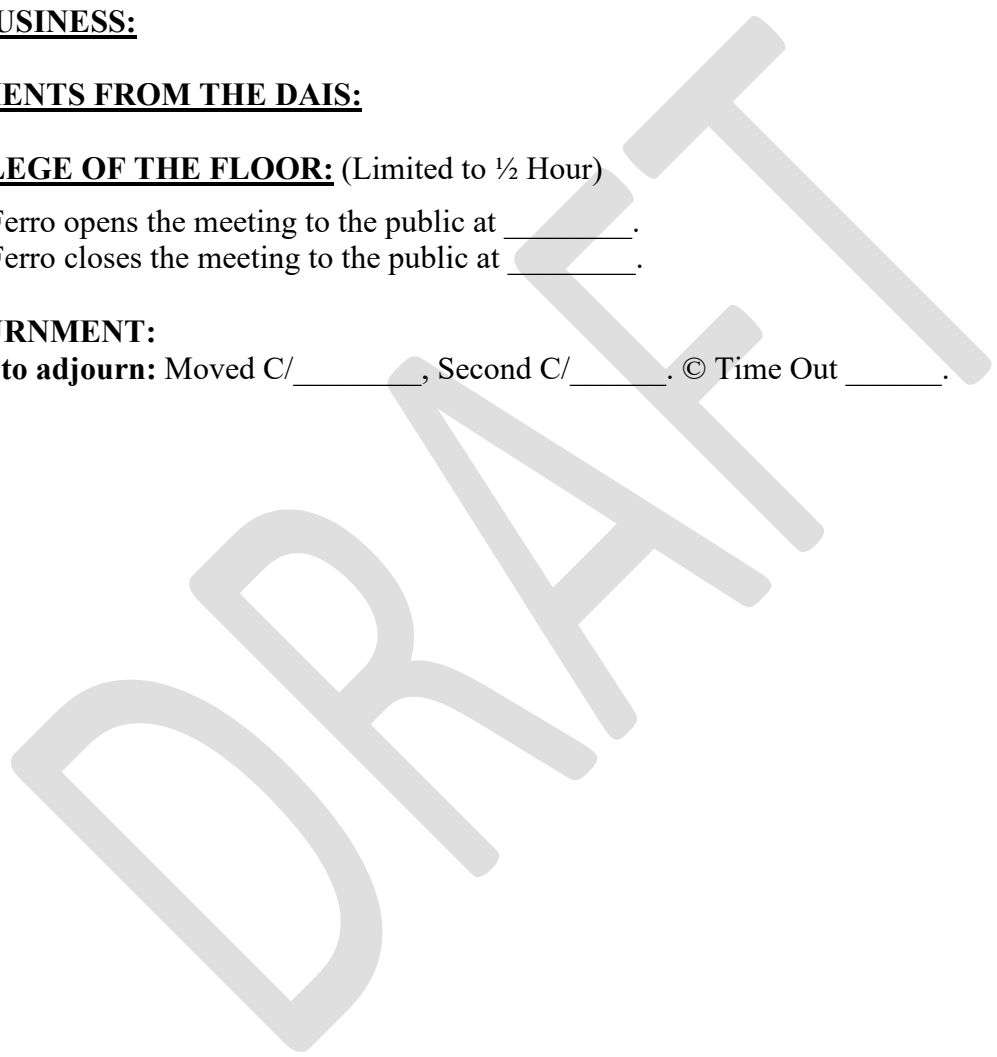 USINESS:
ENTS FROM THE DAIS:
LEGE OF THE FLOOR: (Limited to ½ Hour)
Ferro opens the meeting to the public at ________.
Ferro closes the meeting to the public at ________.
URNMENT:
to adjourn: Moved C/________, Second C/______. © Time Out ______.
DRAFT